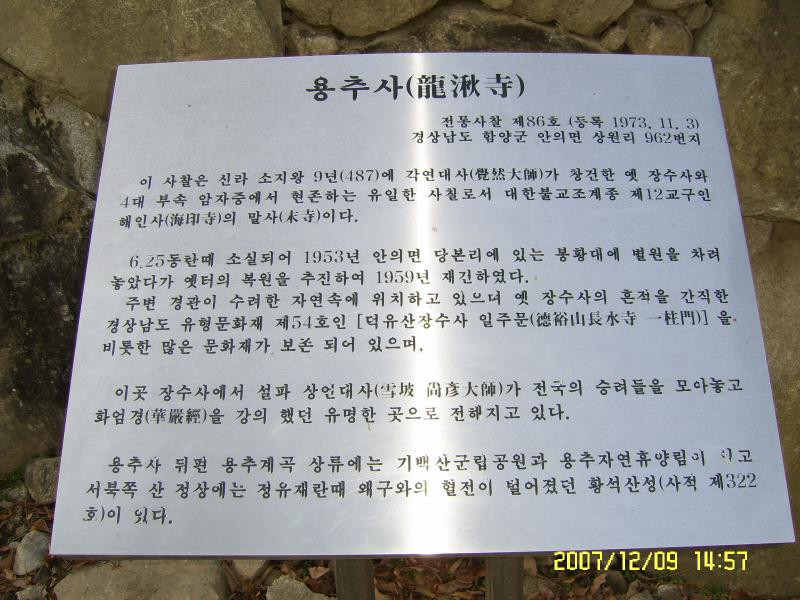 용추사(龍湫寺)
전통사찰 제86호 (등록 1973. 11. 3)
경상남도 함양군 안의면 상원리 962번지
이 사찰은 신라 소지왕 9년(487)에 각연대사(覺然大師)가 창건한 옛 장수사와
4대 부속 암자중에서 현존하는 유일한 사찰로서 대한불교조계종 제12교구인
해인사(海印寺)의 말사(末寺)이다.
6.25동란때 소실되어 1953년 안의면 당본리에 있는 봉황대에 별원을 차려
놓았다가 옛터의 복원을 추진하여 1959년 재건하였다.
주변 경관이 수려한 자연속에 위치하고 있으며 옛 장수사의 흔적을 간직한
경상남도 유형문화재 제54호인 [덕유산장수사 일주문(德裕山長水寺 一柱門)] 을
비롯한 많은 문화재가 보존 되어 있으며,
이곳 장수사에서 설파 상언대사(雪坡 尙彦大師)가 전국의 승려들을 모아놓고
화엄경(華嚴經)을 강의 했던 유명한 곳으로 전해지고 있다.
용추사 뒤편 용추계곡 상류에는 기백산군립공원과 용추자연휴양림이 있고
서북쪽 산 정상에는 정유재란때 왜구와의 혈전이 벌어졌던 황석산성(사적 제322
호)이 있다.
2007/12/09 14:57